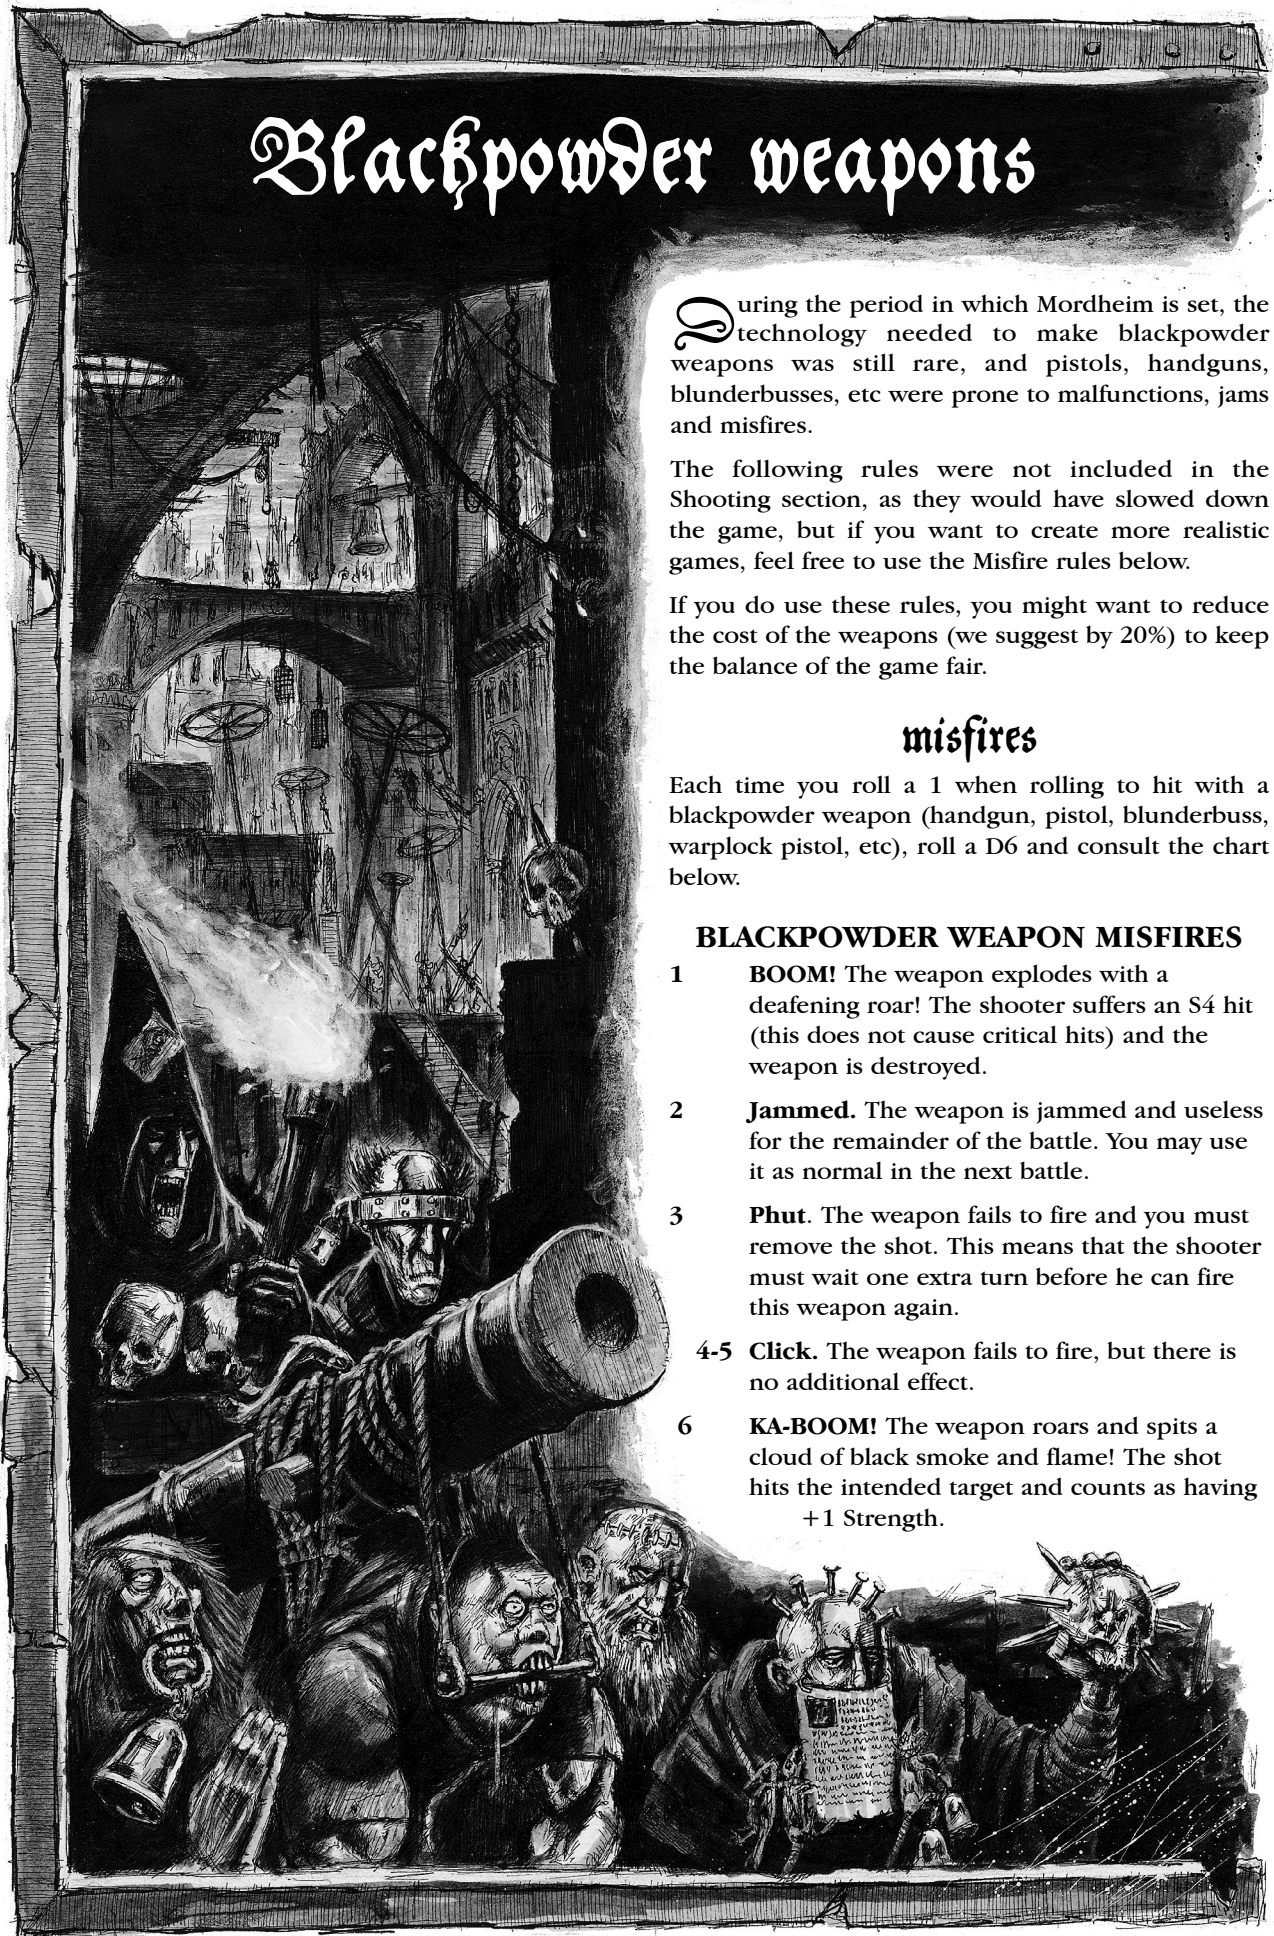 Blackpowder weapons
During the period in which Mordheim is set, the
technology needed to make blackpowder
weapons was still rare, and pistols, handguns,
blunderbusses, etc were prone to malfunctions, jams
and misfires.
The following rules were not included in the
Shooting section, as they would have slowed down
the game, but if you want to create more realistic
games, feel free to use the Misfire rules below.
If you do use these rules, you might want to reduce
the cost of the weapons (we suggest by 20%) to keep
the balance of the game fair.
misfires
Each time you roll a 1 when rolling to hit with a
blackpowder weapon (handgun, pistol, blunderbuss,
warplock pistol, etc), roll a D6 and consult the chart
below.
BLACKPOWDER WEAPON MISFIRES
1 BOOM! The weapon explodes with a
deafening roar! The shooter suffers an S4 hit
(this does not cause critical hits) and the
weapon is destroyed.
2 Jammed. The weapon is jammed and useless
for the remainder of the battle. You may use
it as normal in the next battle.
3 Phut. The weapon fails to fire and you must
remove the shot. This means that the shooter
must wait one extra turn before he can fire
this weapon again.
4-5 Click. The weapon fails to fire, but there is
no additional effect.
6 KA-BOOM! The weapon roars and spits a
cloud of black smoke and flame! The shot
hits the intended target and counts as having
+1 Strength.